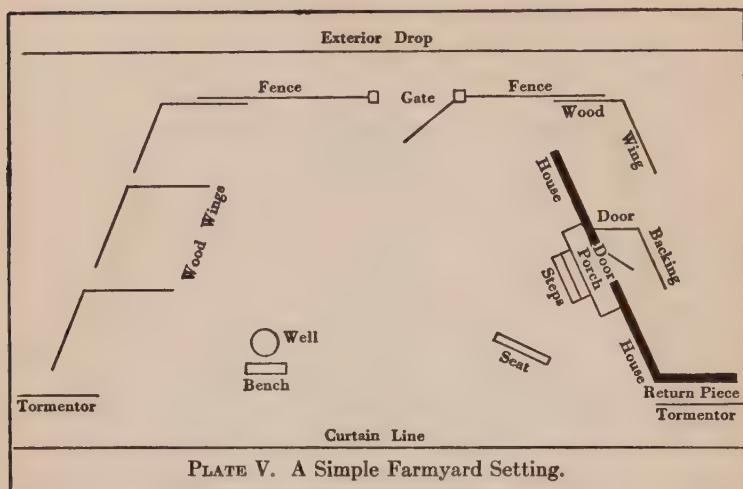 Exterior Drop
Fence
Gate
Fence
Wood
Wing
House
Door
Backing
Wood Wings
Door
Porch
Steps
Well
Bench
Seat
House
Return Piece
Tormentor
Tormentor
Curtain Line
PLATE V. A Simple Farmyard Setting.